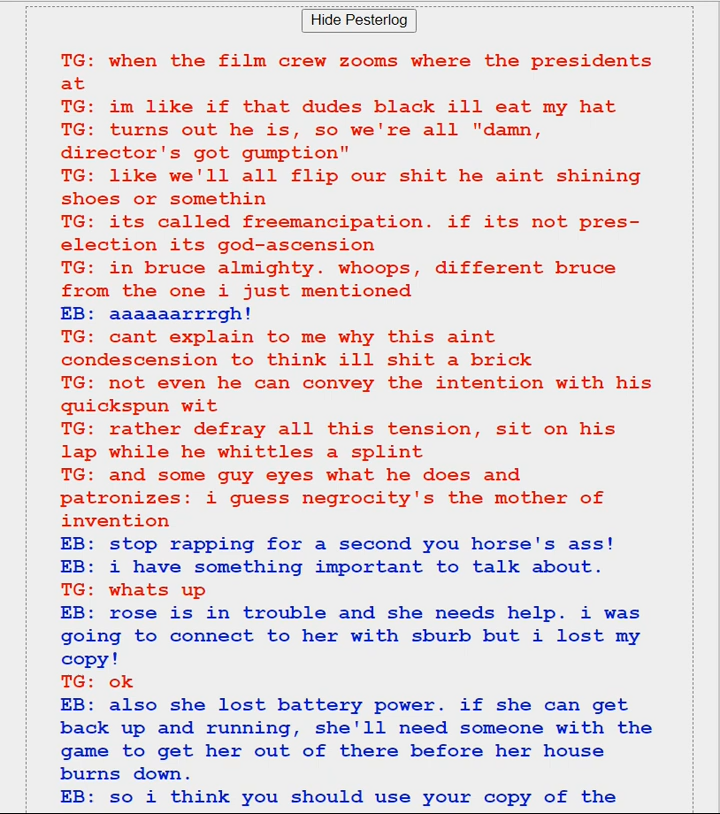 Hide Pesterlog
TG: when the film crew zooms where the presidents
at
TG: im like if that dudes black ill eat my hat
TG: turns out he is, so we're all "damn,
director's got gumption"
TG: like we'll all flip our shit he aint shining
shoes or somethin
TG: its called freemancipation. if its not pres-
election its god-ascension
TG: in bruce almighty. whoops, different bruce
from the one i just mentioned
EB: aaaaaarrrgh!
TG: cant explain to me why this aint
condescension to think ill shit a brick
TG: not even he can convey the intention with his
quickspun wit
TG: rather defray all this tension, sit on his
lap while he whittles a splint
TG: and some guy eyes what he does and
patronizes: i guess negrocity's the mother of
invention
EB: stop rapping for a second you horse's ass!
EB: i have something important to talk about.
TG: whats up
EB: rose is in trouble and she needs help. i was
going to connect to her with sburb but i lost my
copy!
TG: ok
EB: also she lost battery power. if she can get
back up and running, she'll need someone with the
game to get her out of there before her house
burns down.
EB: so i think you should use your copy of the